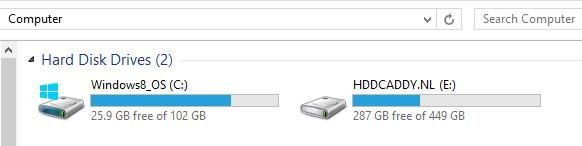 Computer
Search Computer
Hard Disk Drives (2)
Windows8_OS (C:)
25.9 GB free of 102 GB
HDDCADDY.NL (E:)
287 GB free of 449 GB